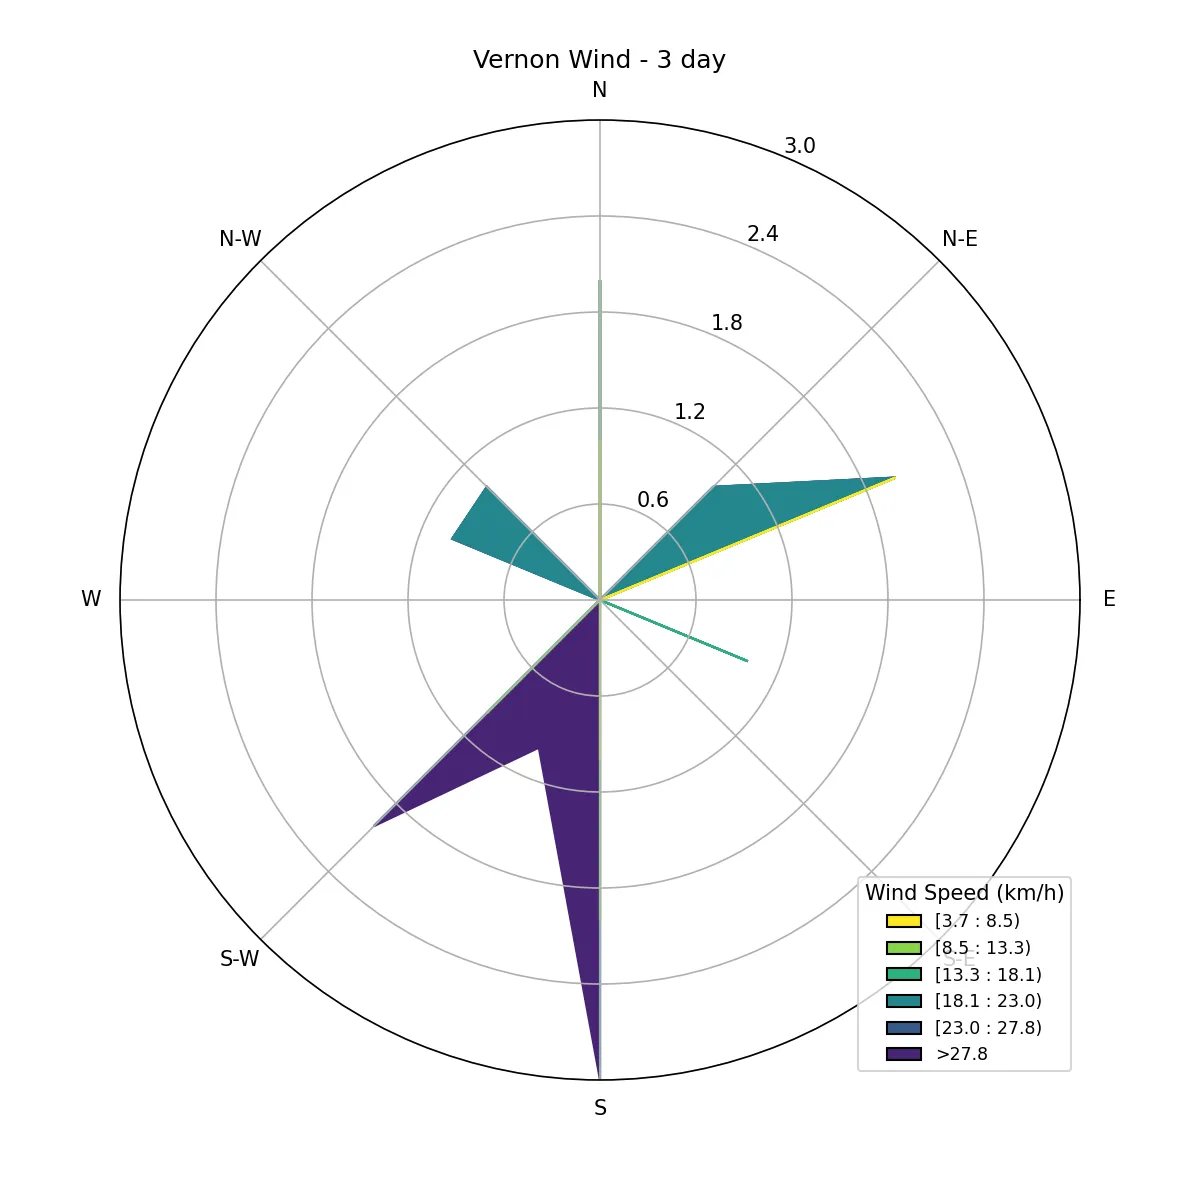 Vernon Wind - 3 day
N
3.0
N-W
N-E
2.4
1.8
1.2
0.6
W
E
Wind Speed (km/h)
[3.7 : 8.5)
[8.5 : 13.3)
S-W
S-E
[13.3 : 18.1)
[18.1 : 23.0)
[23.0 : 27.8)
>27.8
S